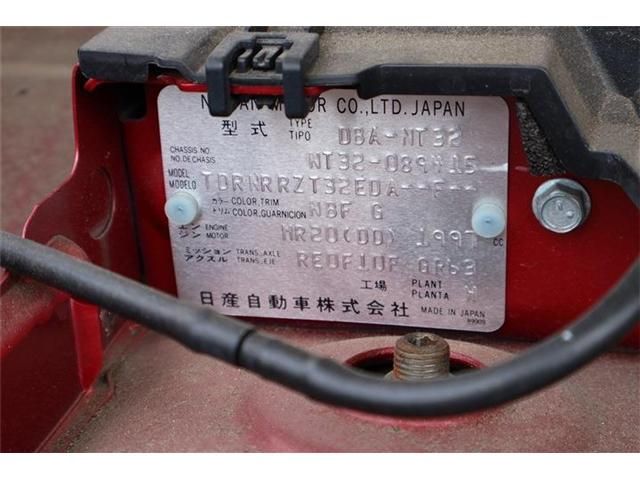 NISSAN MOTOR CO.,LTD. JAPAN
型式 TYPE TIPO DBA-NT32
CHASSIS NO NO.DECHASIS NT32-089415
MODEL MODELO TDRNRRZT32EDA--F--
カラー COLOR,TRIM トリム COLOR,GUARNICION NBF G
エンジン ENGINE MOTOR MR20(DD) 1997 CC
ミッション TRANS. AXLE アクスル TRANS. EJE RE0F10F GR63
工場 PLANT PLANTA
日産自動車株式会社 MADE IN JAPAN